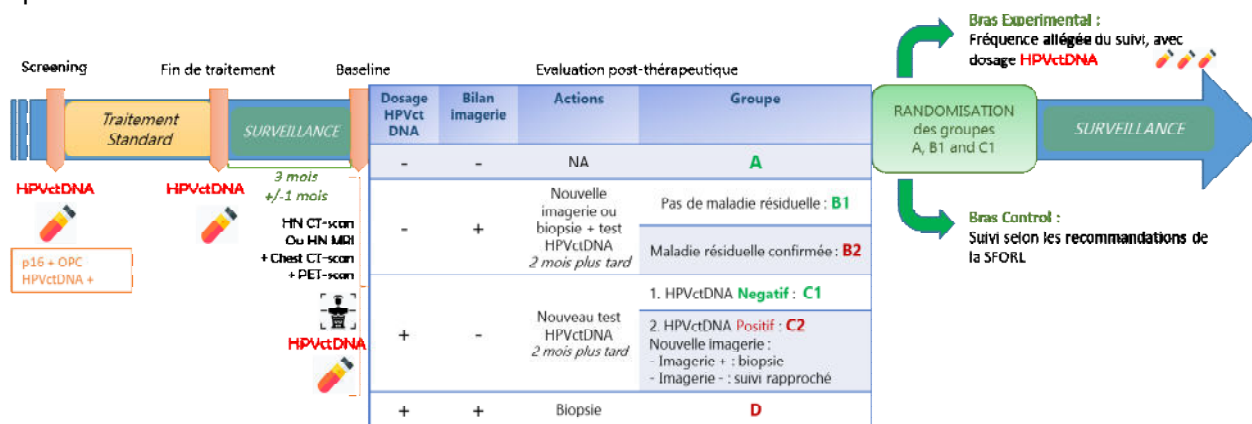 Screening
Fin de traitement
Baseline
Evaluation post-thérapeutique
Traitement
Standard
SURVEILLANCE
3 mois
+/-1 mois
HPVctDNA
p16 + OPC
HPVctDNA +
HPVctDNA
HN CT-scan
Ou HN MRI
+ Chest CT-scan
+ PET-scan
HPVctDNA
Dosage
HPVct
DNA
Bilan
imagerie
Actions
Groupe
-
-
NA
A
-
+
Nouvelle
imagerie ou
biopsie + test
HPVctDNA
2 mois plus tard
Pas de maladie résiduelle : B1
Maladie résiduelle confirmée : B2
+
-
Nouveau test
HPVctDNA
2 mois plus tard
1. HPVctDNA Negatif : C1
2. HPVctDNA Positif : C2
Nouvelle imagerie :
- Imagerie + : biopsie
- Imagerie - : suivi rapproché
+
+
Biopsie
D
RANDOMISATION
des groupes
A, B1 and C1
Bras Experimental :
Fréquence allégée du suivi, avec
dosage HPVctDNA
SURVEILLANCE
Bras Control :
Suivi selon les recommandations de
la SFORL